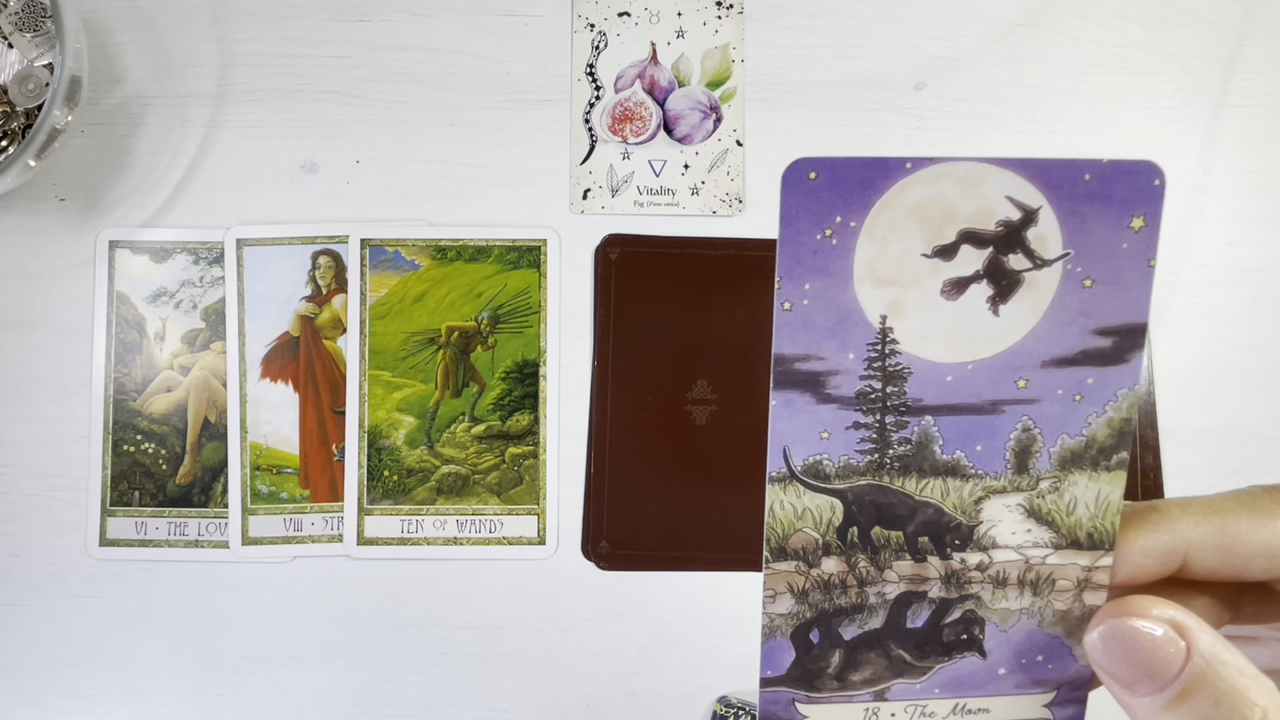 Vitality
Fig (Ficus carica)
VI • THE LOV
VIII • STR
TEN OF WANDS
18 • The Moon